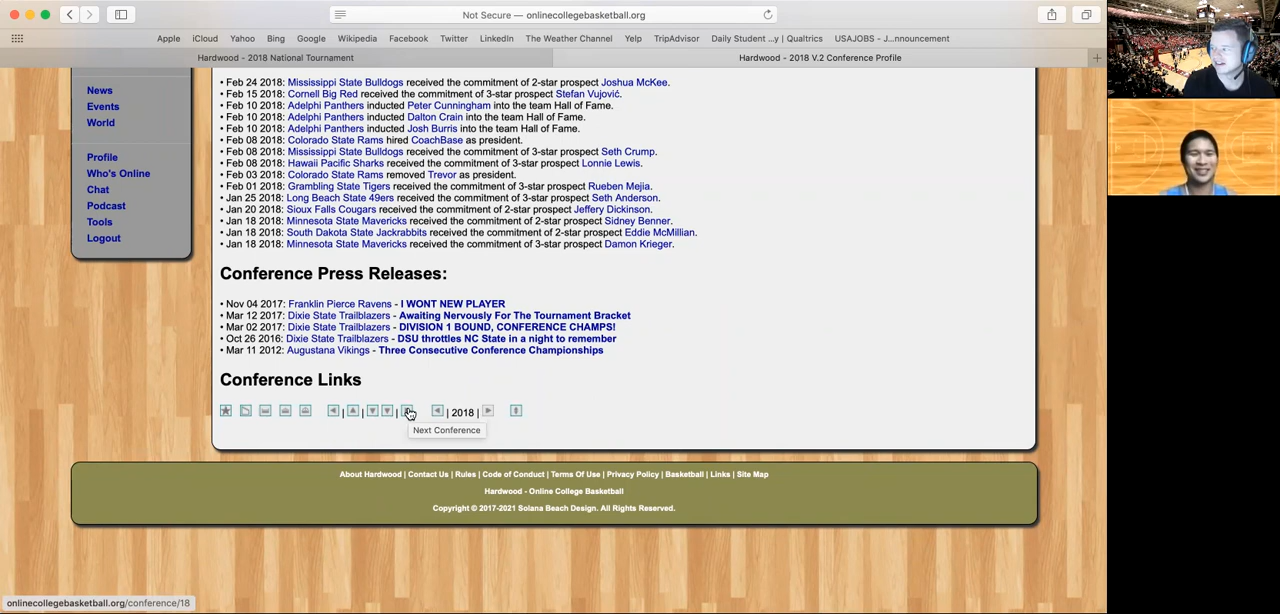 Not Secure — onlinecollegebasketball.org
Apple iCloud Yahoo Bing Google Wikipedia Facebook Twitter LinkedIn The Weather Channel Yelp TripAdvisor Daily Student ...y | Qualtrics USAJOBS - J...nnouncement
Hardwood - 2018 National Tournament
Hardwood - 2018 V.2 Conference Profile
News
Events
World
Profile
Who's Online
Chat
Podcast
Tools
Logout
• Feb 24 2018: Mississippi State Bulldogs received the commitment of 2-star prospect Joshua McKee.
• Feb 15 2018: Cornell Big Red received the commitment of 3-star prospect Stefan Vujović.
• Feb 10 2018: Adelphi Panthers inducted Peter Cunningham into the team Hall of Fame.
• Feb 10 2018: Adelphi Panthers inducted Dalton Crain into the team Hall of Fame.
• Feb 10 2018: Adelphi Panthers inducted Josh Burris into the team Hall of Fame.
• Feb 08 2018: Colorado State Rams hired CoachBase as president.
• Feb 08 2018: Mississippi State Bulldogs received the commitment of 3-star prospect Seth Crump.
• Feb 08 2018: Hawaii Pacific Sharks received the commitment of 3-star prospect Lonnie Lewis.
• Feb 03 2018: Colorado State Rams removed Trevor as president.
• Feb 01 2018: Grambling State Tigers received the commitment of 3-star prospect Rueben Mejia.
• Jan 25 2018: Long Beach State 49ers received the commitment of 3-star prospect Seth Anderson.
• Jan 20 2018: Sioux Falls Cougars received the commitment of 2-star prospect Jeffery Dickinson.
• Jan 18 2018: Minnesota State Mavericks received the commitment of 2-star prospect Sidney Benner.
• Jan 18 2018: South Dakota State Jackrabbits received the commitment of 2-star prospect Eddie McMillian.
• Jan 18 2018: Minnesota State Mavericks received the commitment of 3-star prospect Damon Krieger.
Conference Press Releases:
• Nov 04 2017: Franklin Pierce Ravens - I WONT NEW PLAYER
• Mar 12 2017: Dixie State Trailblazers - Awaiting Nervously For The Tournament Bracket
• Mar 02 2017: Dixie State Trailblazers - DIVISION 1 BOUND, CONFERENCE CHAMPS!
• Oct 26 2016: Dixie State Trailblazers - DSU throttles NC State in a night to remember
• Mar 11 2012: Augustana Vikings - Three Consecutive Conference Championships
Conference Links
| | | | 2018 |
Next Conference
About Hardwood | Contact Us | Rules | Code of Conduct | Terms Of Use | Privacy Policy | Basketball | Links | Site Map
Hardwood - Online College Basketball
Copyright © 2017-2021 Solana Beach Design. All Rights Reserved.
onlinecollegebasketball.org/conference/18